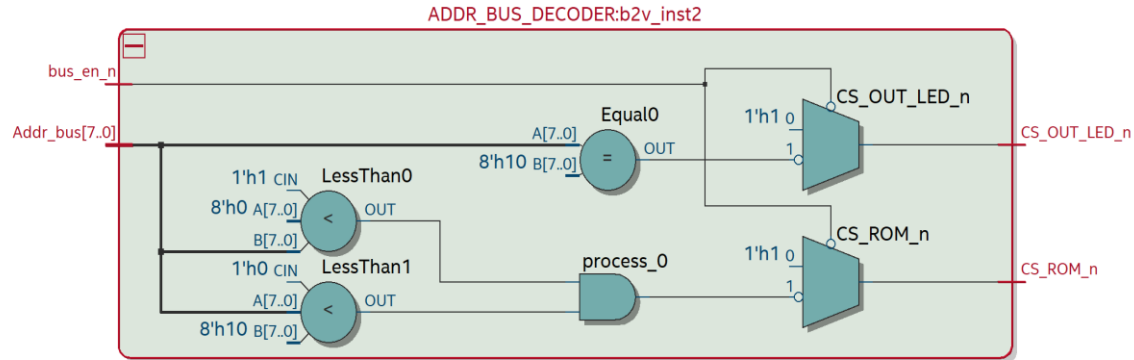 ADDR_BUS_DECODER:b2v_inst2
bus_en_n
Addr_bus[7..0]
Equal0
A[7..0]
8'h10 B[7..0]
=
OUT
CS_OUT_LED_n
1'h1 0
1
CS_OUT_LED_n
LessThan0
1'h1 CIN
8'h0 A[7..0]
B[7..0]
<
OUT
LessThan1
1'h0 CIN
A[7..0]
8'h10 B[7..0]
<
OUT
process_0
CS_ROM_n
1'h1 0
1
CS_ROM_n